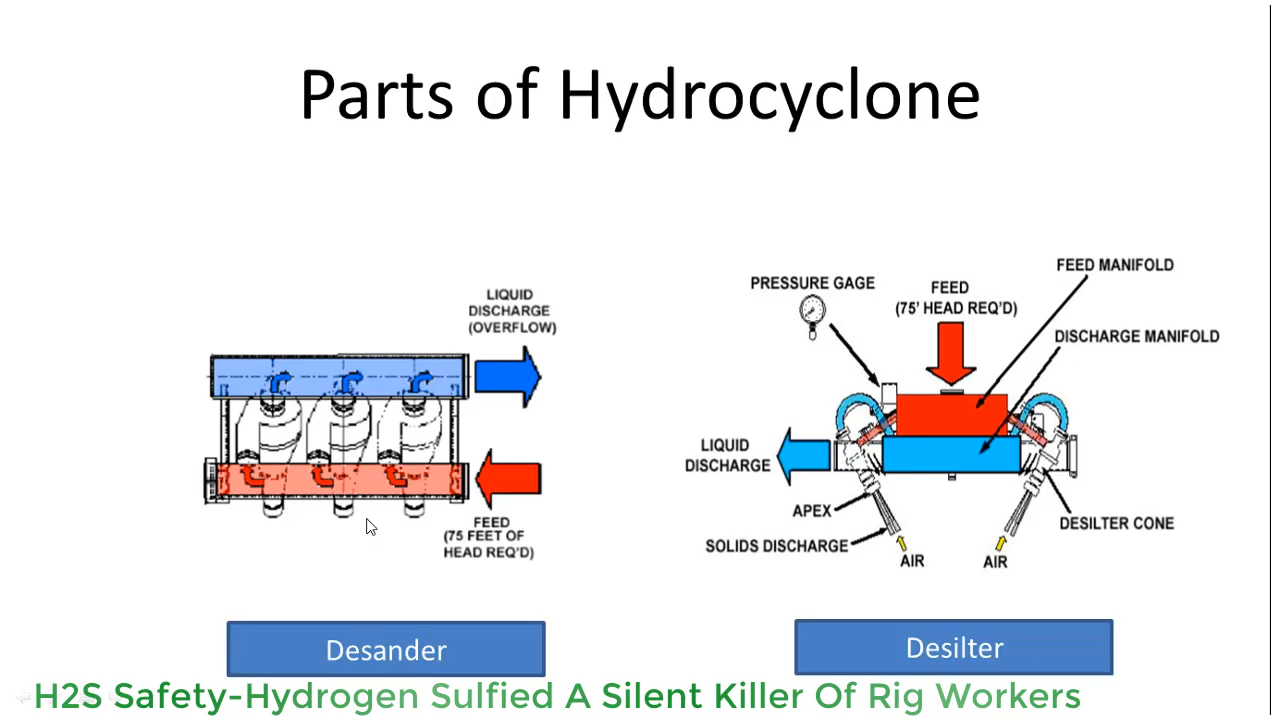 Parts of Hydrocyclone
LIQUID
DISCHARGE
(OVERFLOW)
FEED
(75 FEET OF
HEAD REQ'D)
Desander
PRESSURE GAGE
FEED
(75' HEAD REQ'D)
FEED MANIFOLD
DISCHARGE MANIFOLD
LIQUID
DISCHARGE
APEX
SOLIDS DISCHARGE
AIR
AIR
DESILTER CONE
Desilter
H2S Safety-Hydrogen Sulfied A Silent Killer Of Rig Workers